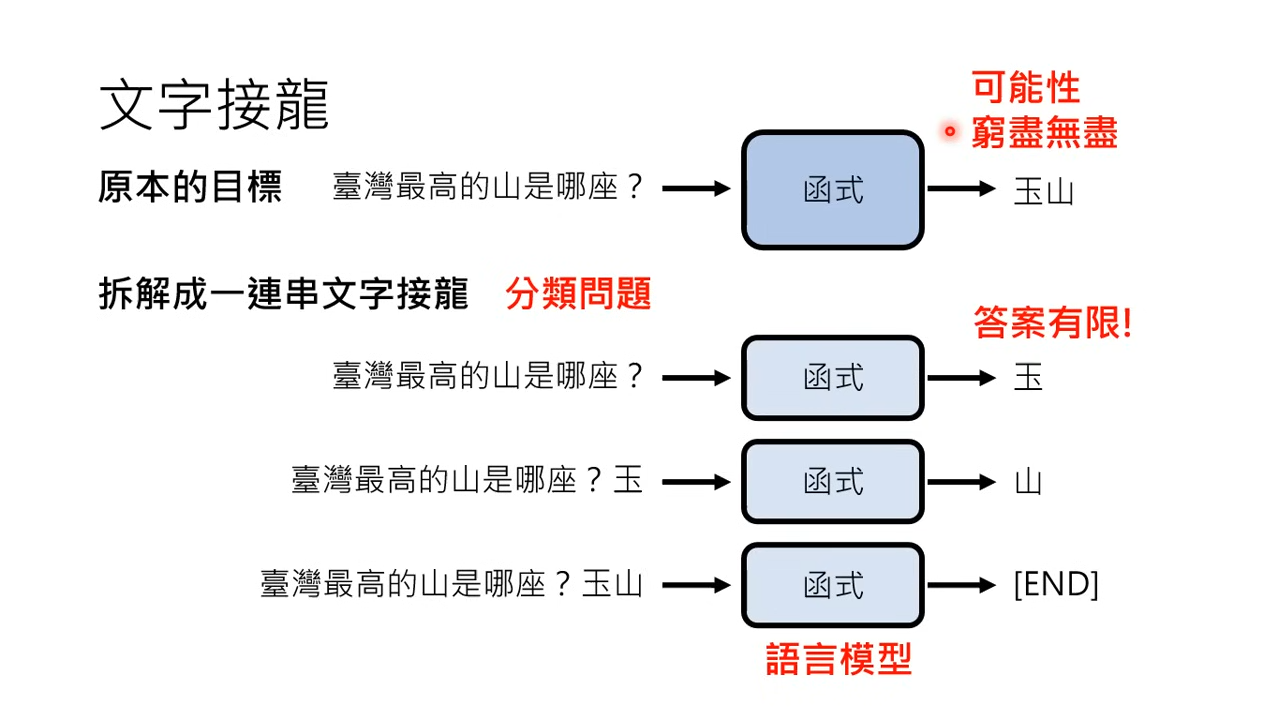 文字接龍
可能性
窮盡無盡
原本的目標 臺灣最高的山是哪座？ 函式 玉山
拆解成一連串文字接龍 分類問題
答案有限!
臺灣最高的山是哪座？ 函式 玉
臺灣最高的山是哪座？玉 函式 山
臺灣最高的山是哪座？玉山 函式 [END]
語言模型